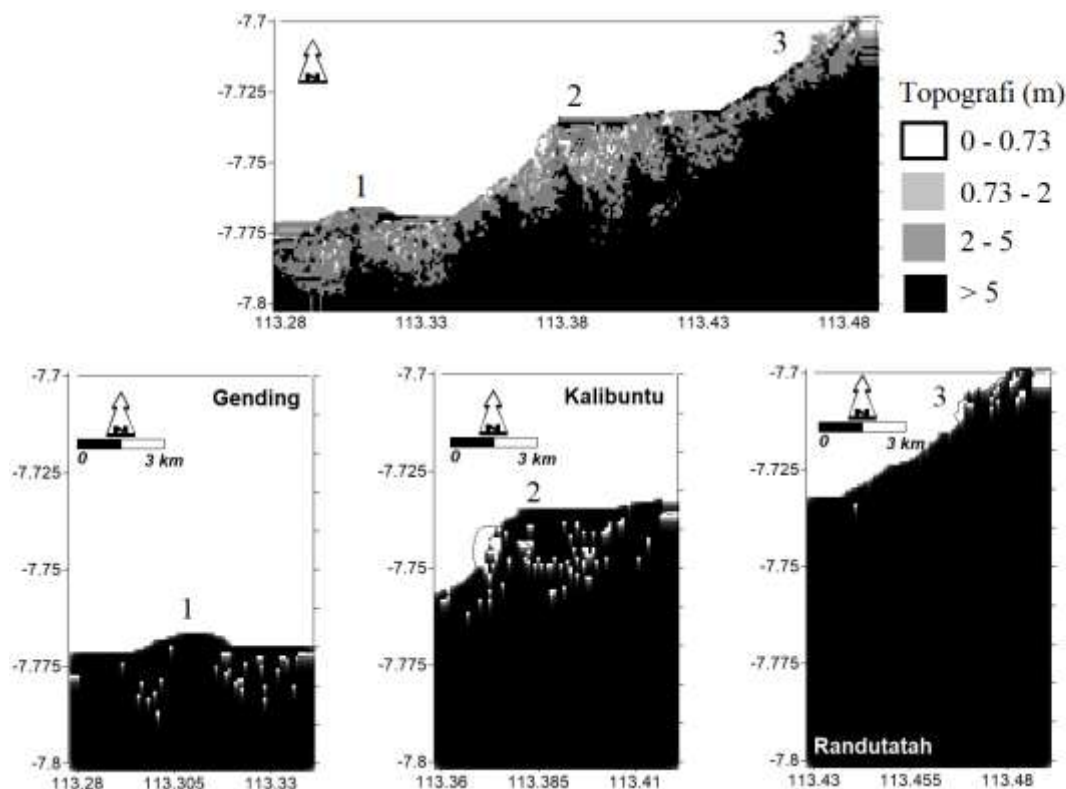 -7.7
-7.725
-7.75
-7.775
-7.8
N
1
2
3
113.28 113.33 113.38 113.43 113.48
Topografi (m)
0 - 0.73
0.73 - 2
2 - 5
> 5
-7.7
-7.725
-7.75
-7.775
-7.8
N
0 3 km
Gending
1
113.28 113.305 113.33
-7.7
-7.725
-7.75
-7.775
-7.8
N
0 3 km
Kalibuntu
2
113.36 113.385 113.41
-7.7
-7.725
-7.75
-7.775
-7.8
N
0 3 km
3
Randutatah
113.43 113.455 113.48